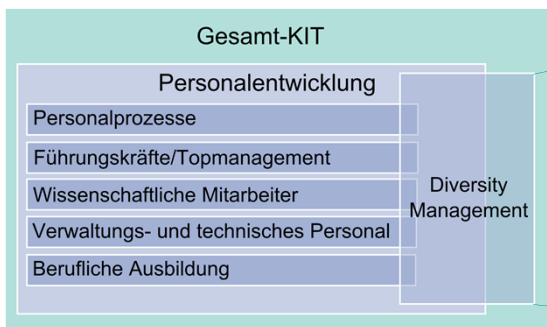 Gesamt-KIT
Personalentwicklung
Personalprozesse
Führungskräfte/Topmanagement
Wissenschaftliche Mitarbeiter
Verwaltungs- und technisches Personal
Berufliche Ausbildung
Diversity
Management